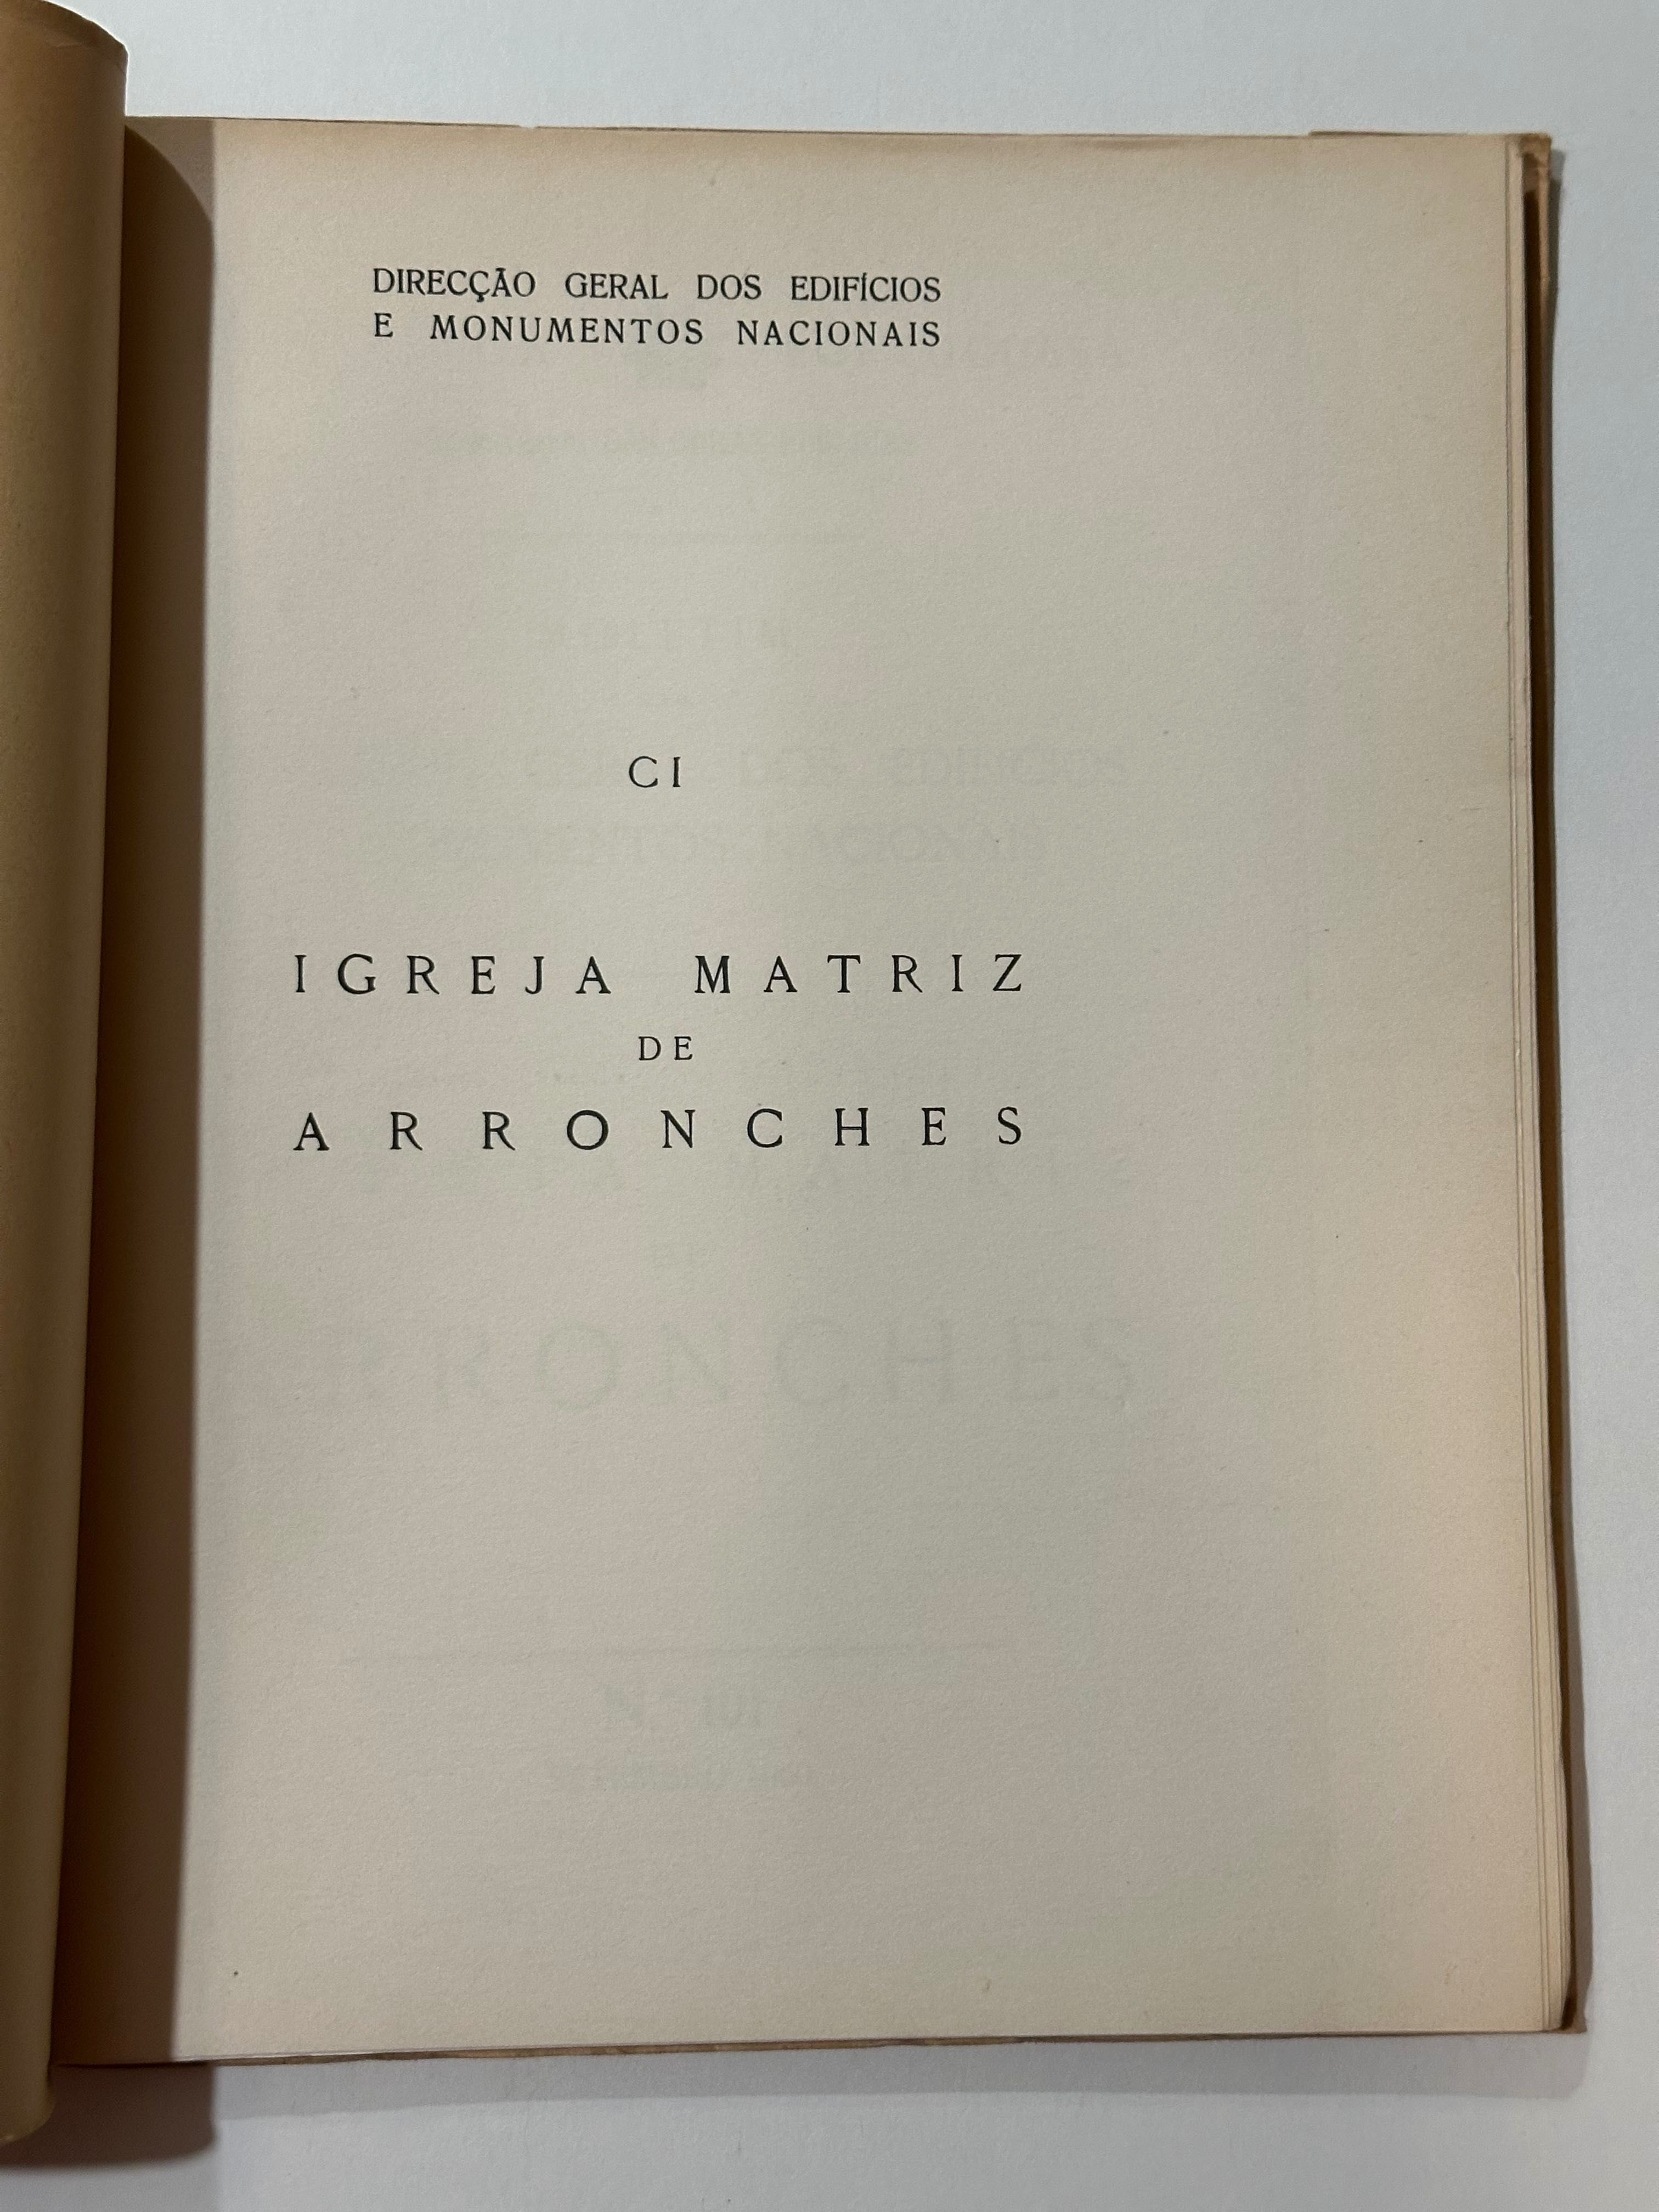 DIRECÇÃO GERAL DOS EDIFÍCIOS
E MONUMENTOS NACIONAIS
CI
IGREJA MATRIZ
DE
ARRONCHES